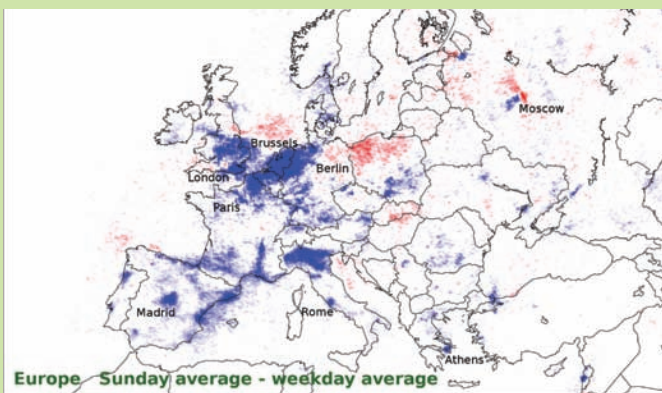 Moscow
Brussels
Berlin
London
Paris
Madrid
Rome
Athens
Europe Sunday average - weekday average